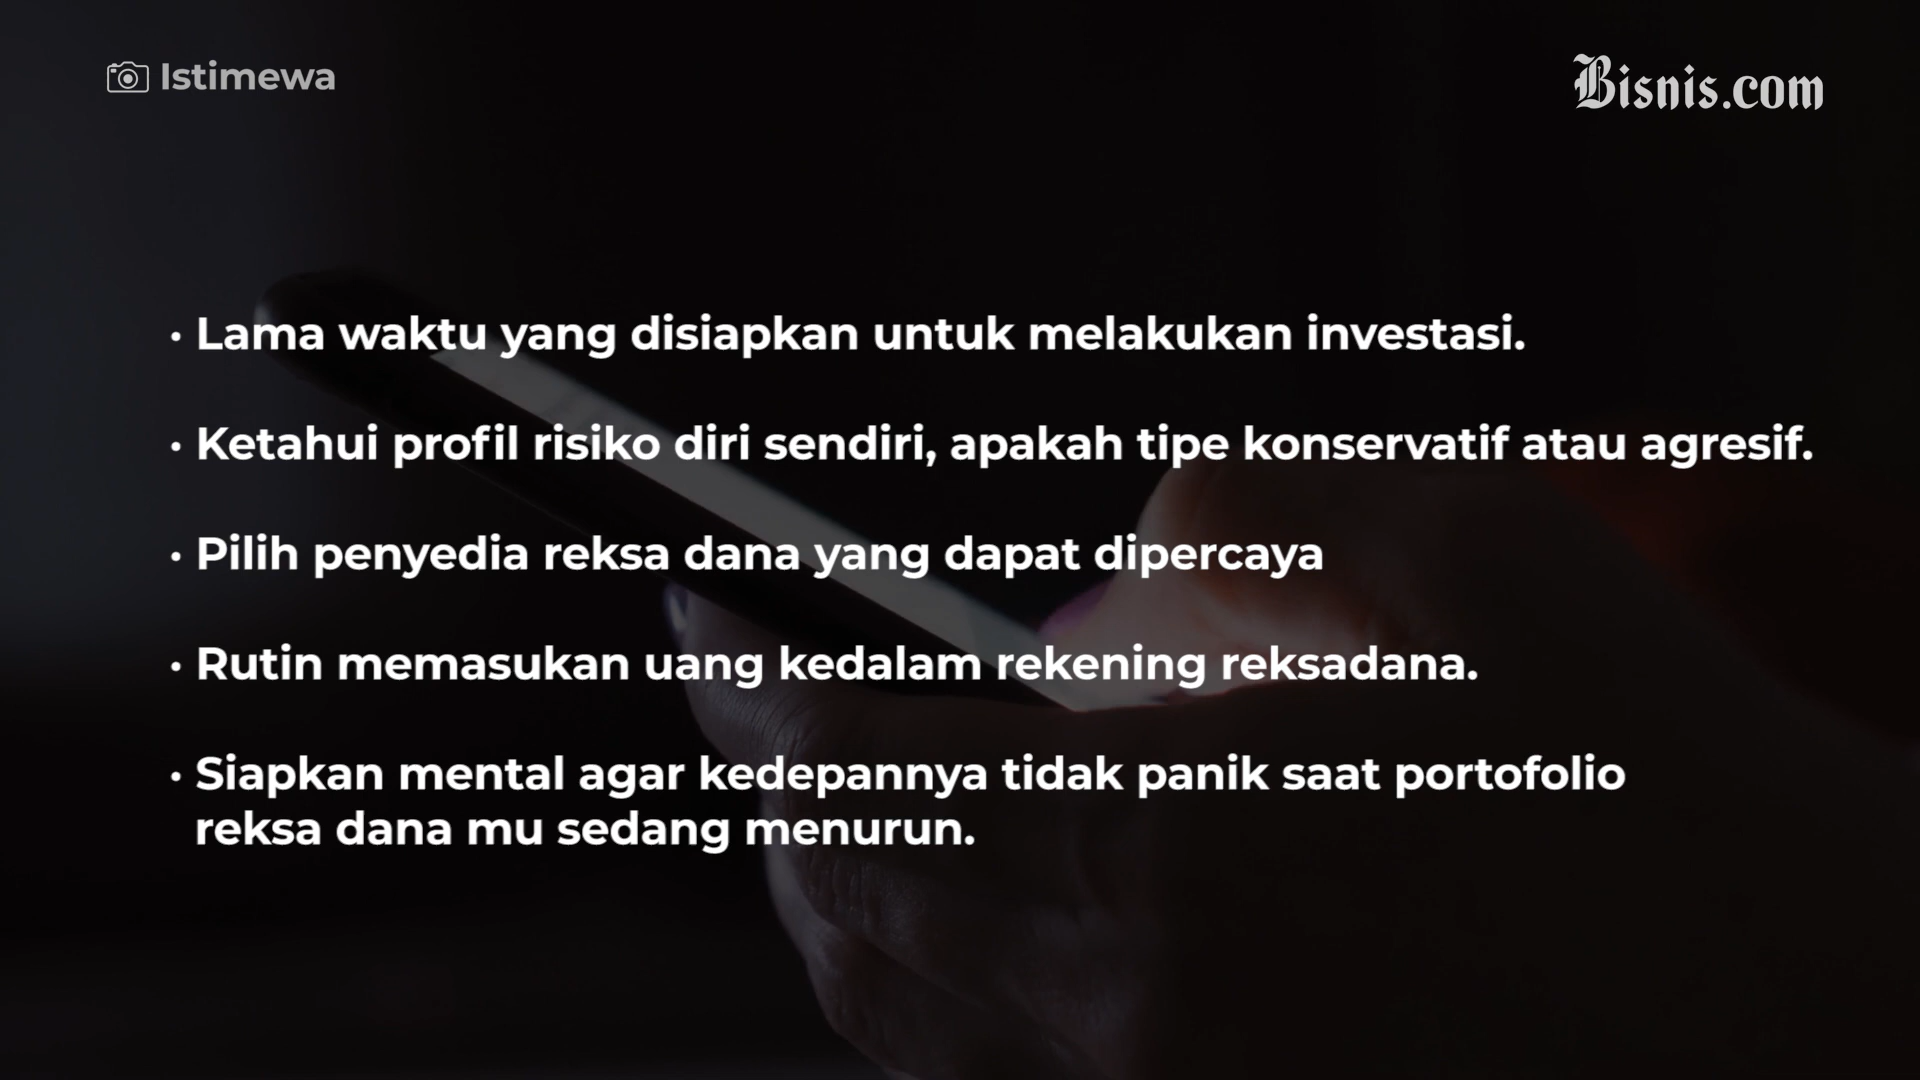 Istimewa
Bisnis.com
• Lama waktu yang disiapkan untuk melakukan investasi.
• Ketahui profil risiko diri sendiri, apakah tipe konservatif atau agresif.
• Pilih penyedia reksa dana yang dapat dipercaya
• Rutin memasukan uang kedalam rekening reksadana.
• Siapkan mental agar kedepannya tidak panik saat portofolio
reksa dana mu sedang menurun.